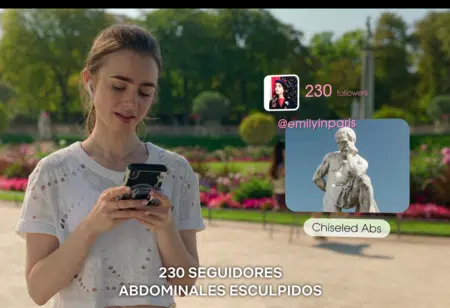 230 followers
@emilyinparis
Chiseled Abs
230 SEGUIDORES
ABDOMINALES ESCULPIDOS